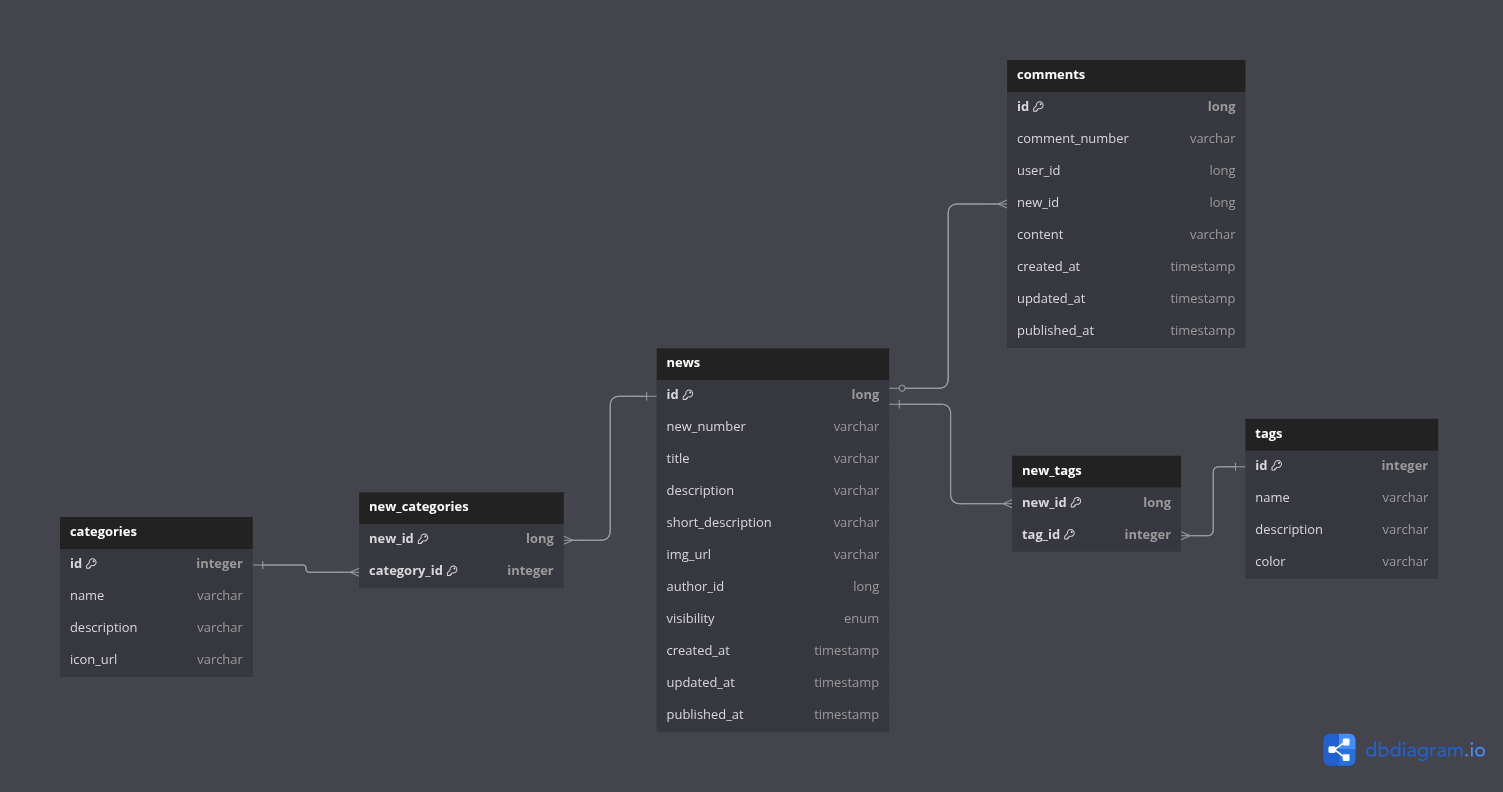 comments
id long
comment_number varchar
user_id long
new_id long
content varchar
created_at timestamp
updated_at timestamp
published_at timestamp
news
id long
new_number varchar
title varchar
description varchar
short_description varchar
img_url varchar
author_id long
visibility enum
created_at timestamp
updated_at timestamp
published_at timestamp
tags
id integer
name varchar
description varchar
color varchar
new_tags
new_id long
tag_id integer
new_categories
new_id long
category_id integer
categories
id integer
name varchar
description varchar
icon_url varchar
dbdiagram.io